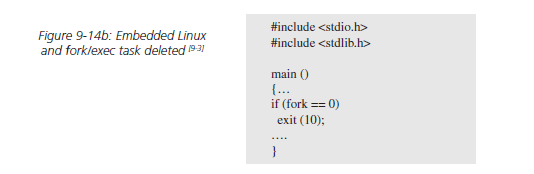 Figure 9-14b: Embedded Linux
and fork/exec task deleted [9-3]
#include <stdio.h>
#include <stdlib.h>
main ()
{…
if (fork == 0)
exit (10);
….
}